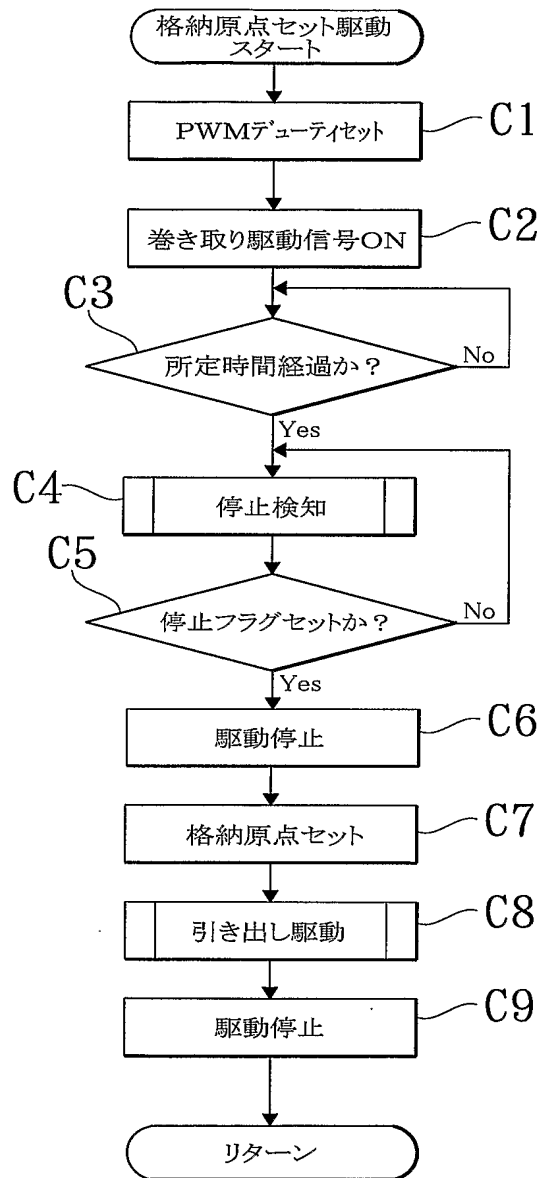 格納原点セット駆動
スタート
PWMデューティセット
C1
巻き取り駆動信号ON
C2
C3
所定時間経過か？
No
Yes
C4
停止検知
C5
停止フラグセットか？
No
Yes
駆動停止
C6
格納原点セット
C7
引き出し駆動
C8
駆動停止
C9
リターン